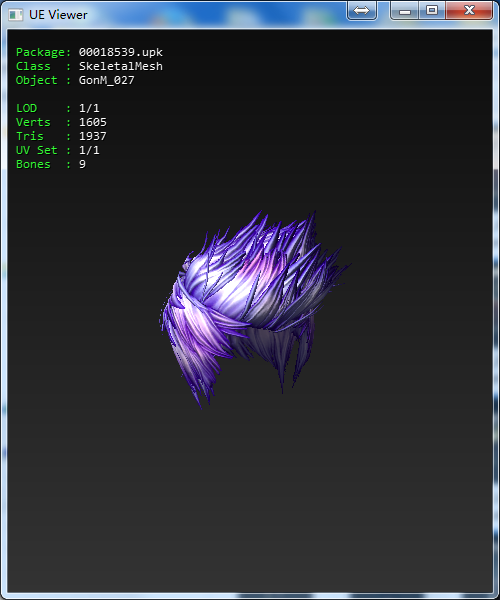 UE Viewer
Package: 00018539.upk
Class : SkeletalMesh
Object : GonM_027
LOD : 1/1
Verts : 1605
Tris : 1937
UV Set : 1/1
Bones : 9